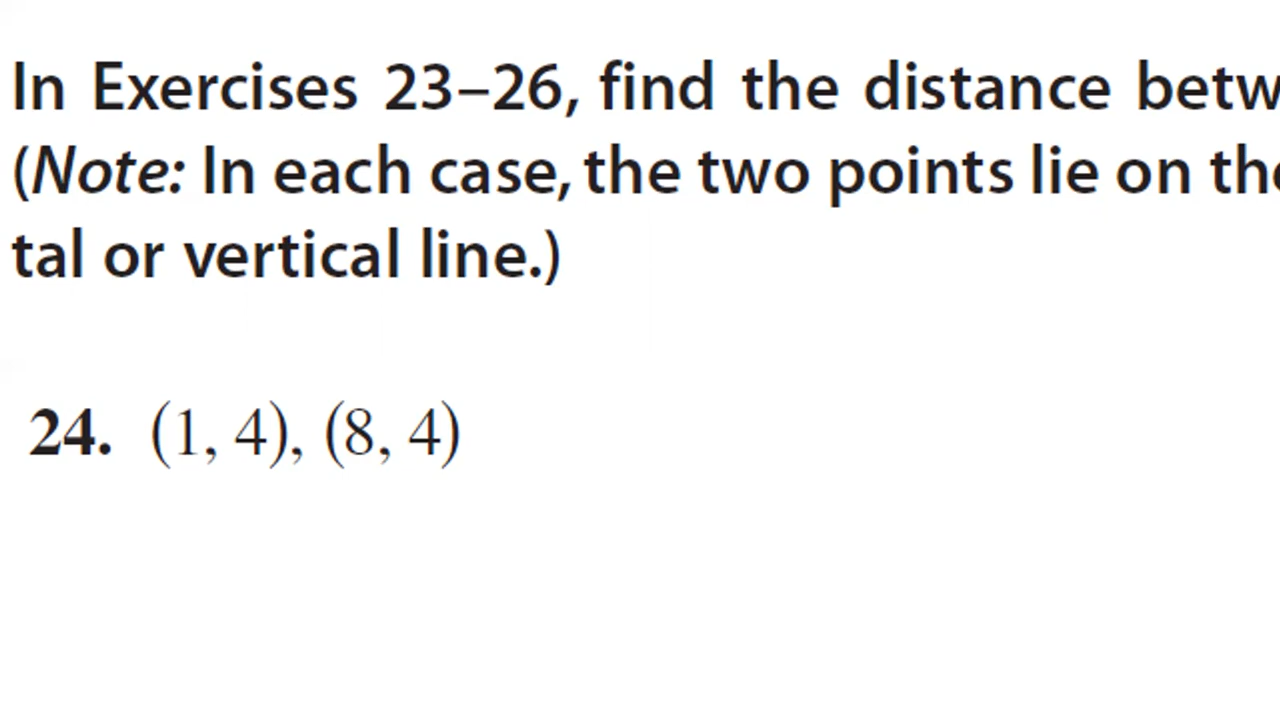 In Exercises 23–26, find the distance betw
(Note: In each case, the two points lie on the
tal or vertical line.)
24. (1, 4), (8, 4)